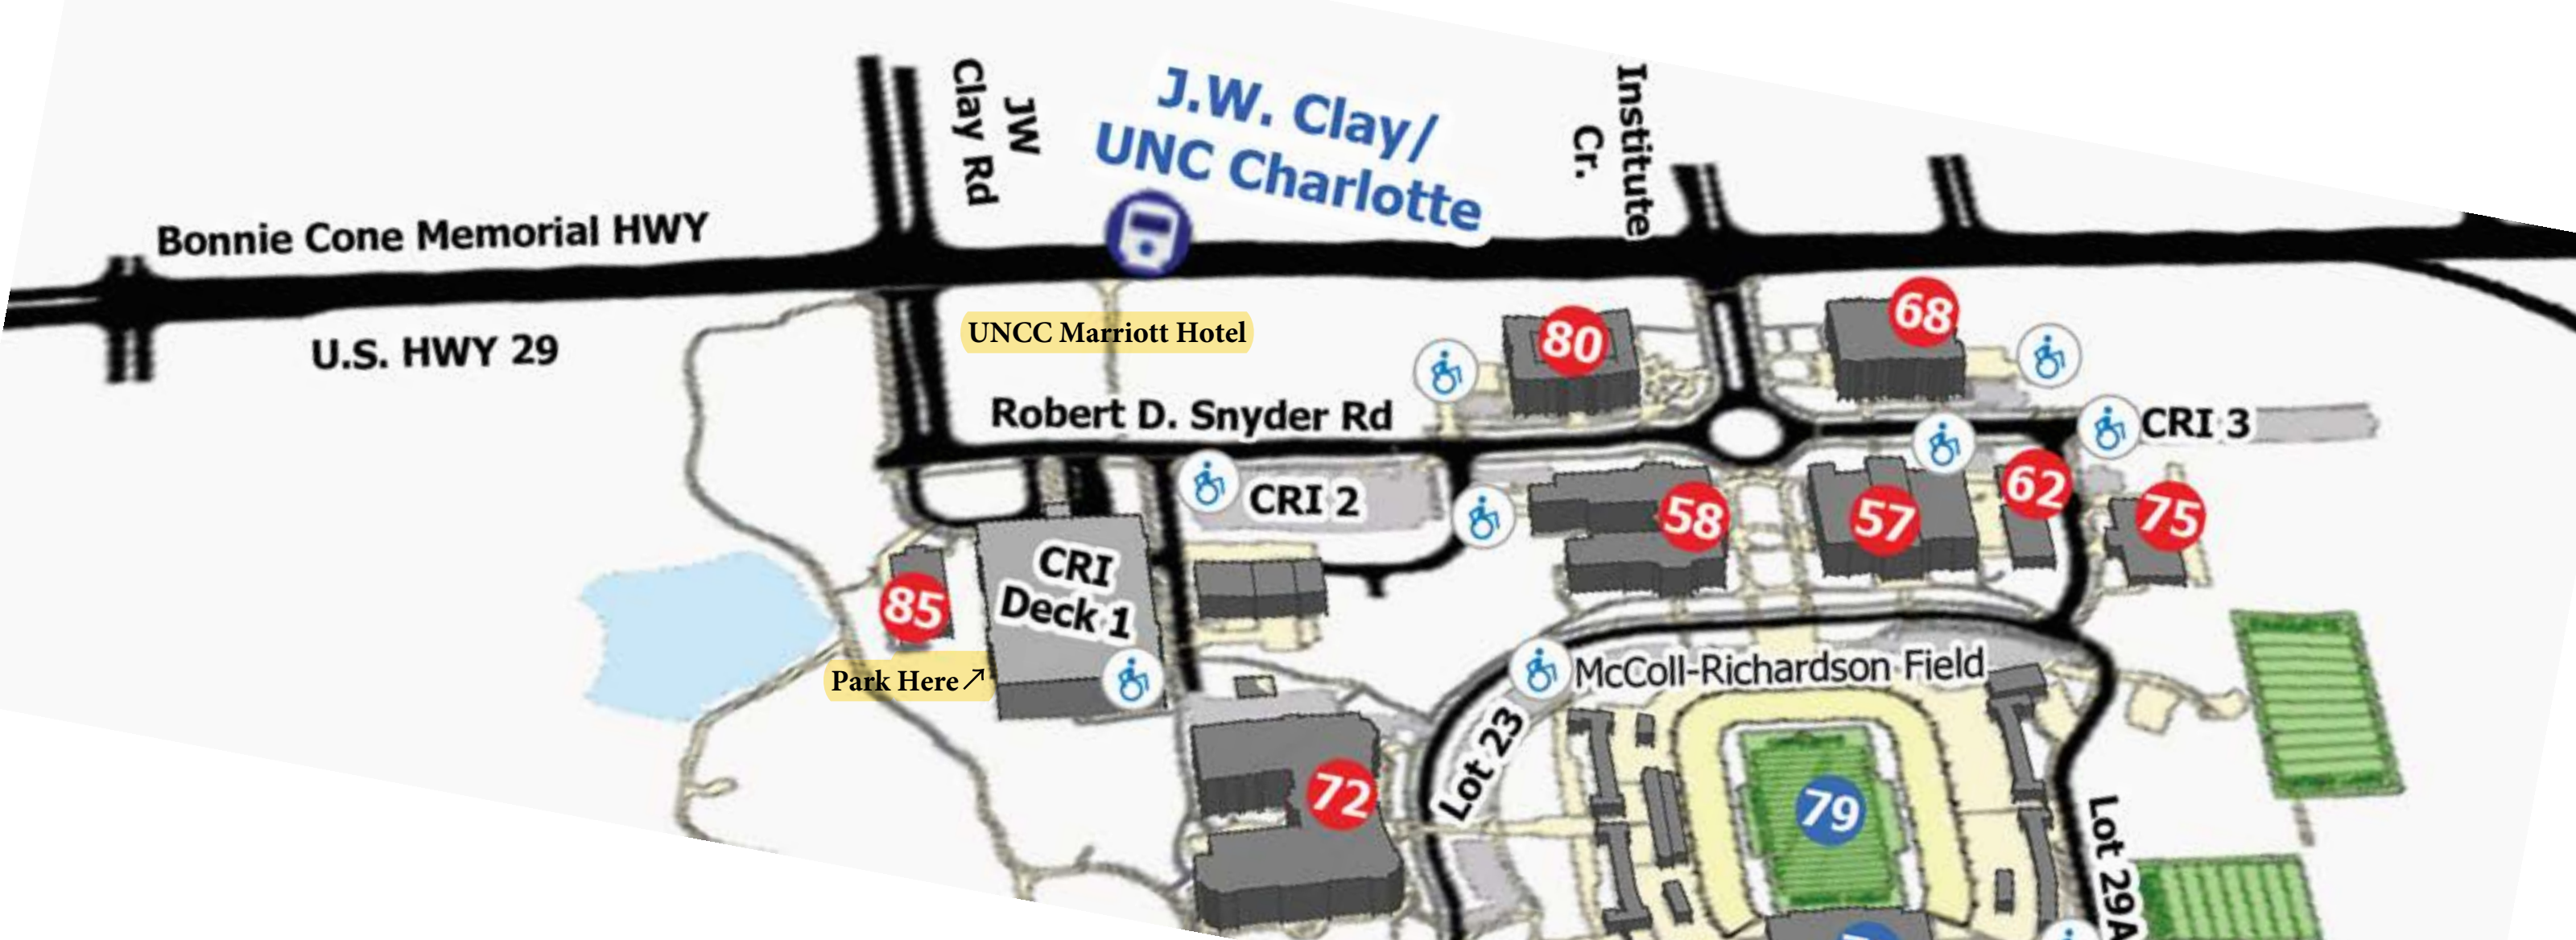 JW
Clay Rd
J.W. Clay/
UNC Charlotte
Institute
Cr.
Bonnie Cone Memorial HWY
U.S. HWY 29
UNCC Marriott Hotel
80
68
Robert D. Snyder Rd
CRI 3
CRI 2
58
57
62
75
CRI
Deck 1
85
Park Here↗
McColl-Richardson Field
Lot 23
72
79
Lot 29A